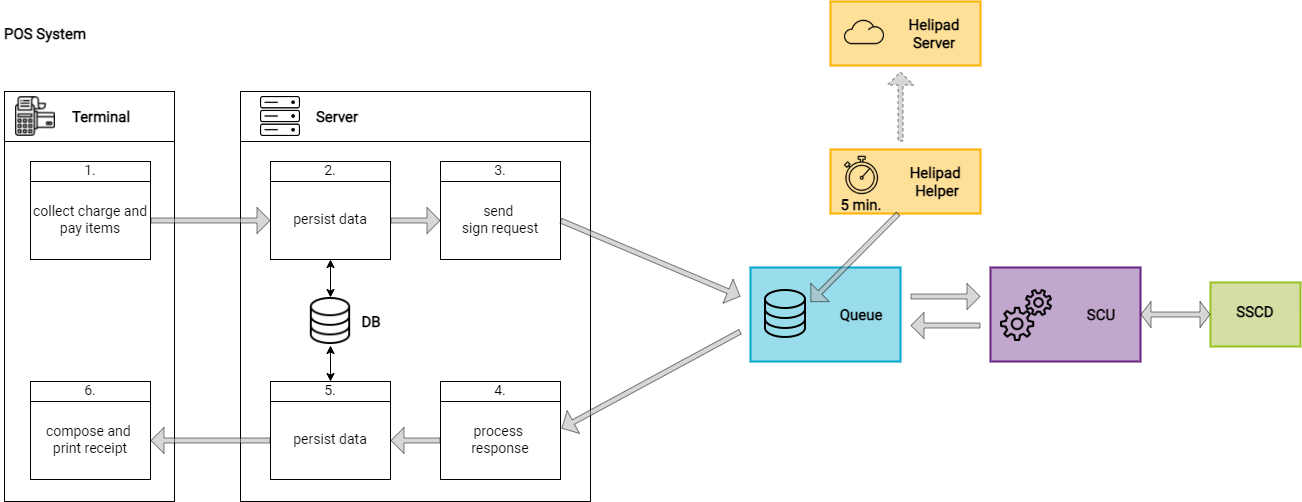 POS System
Helipad
Server
Terminal
Server
Helipad
Helper
5 min.
1.
collect charge and
pay items
2.
persist data
3.
send
sign request
DB
Queue
SCU
SSCD
6.
compose and
print receipt
5.
persist data
4.
process
response